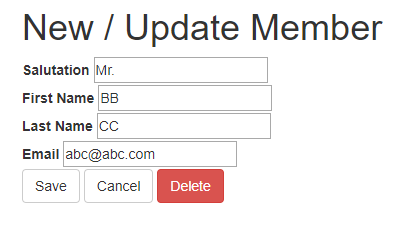 New / Update Member
Salutation Mr.
First Name BB
Last Name CC
Email abc@abc.com
Save Cancel Delete